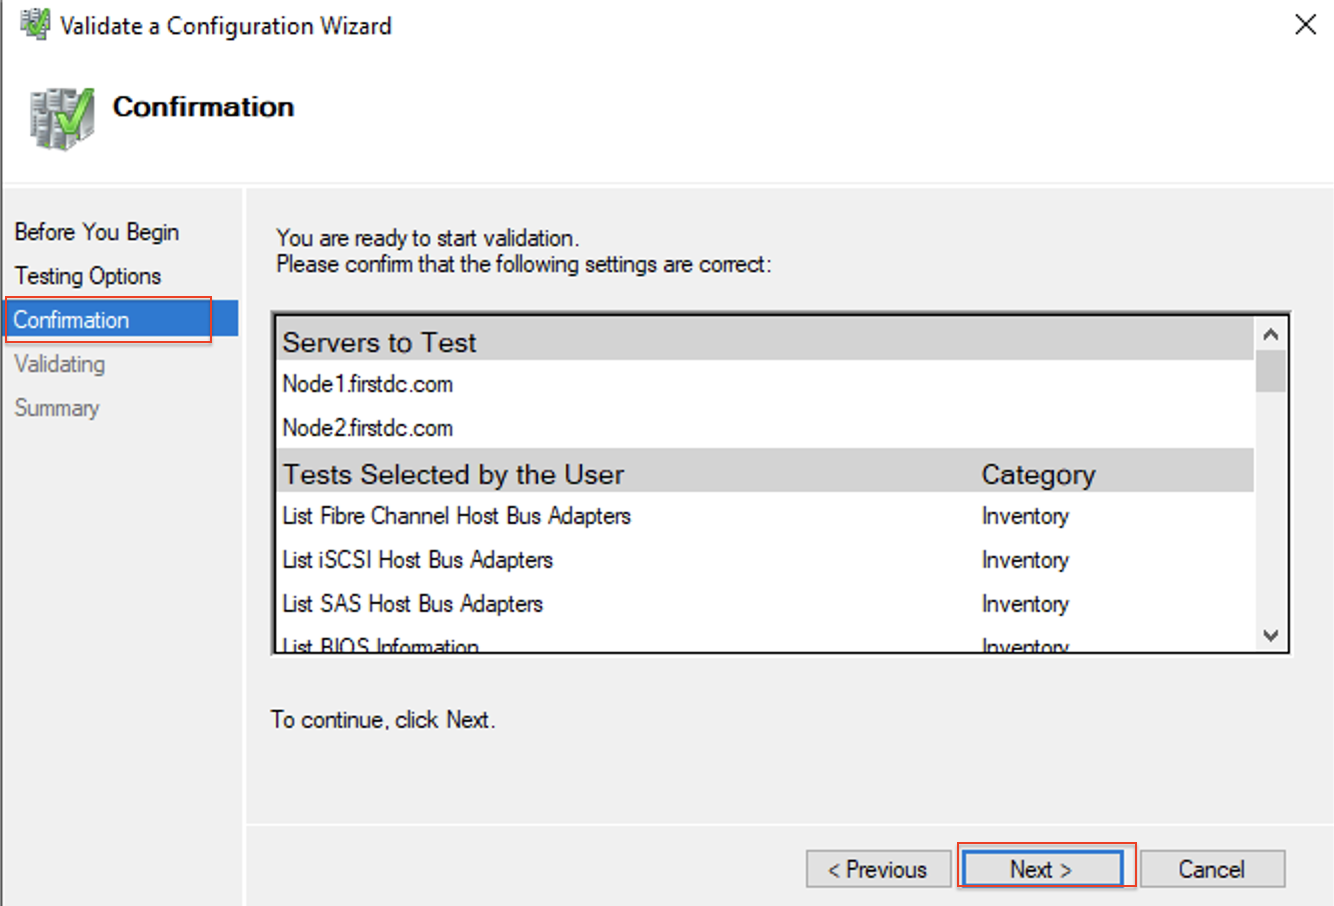 Validate a Configuration Wizard
Confirmation
Before You Begin
Testing Options
Confirmation
Validating
Summary
You are ready to start validation.
Please confirm that the following settings are correct:
Servers to Test
Node1.firstdc.com
Node2.firstdc.com
Tests Selected by the User Category
List Fibre Channel Host Bus Adapters Inventory
List iSCSI Host Bus Adapters Inventory
List SAS Host Bus Adapters Inventory
List BIOS Information Inventory
To continue, click Next.
< Previous Next > Cancel